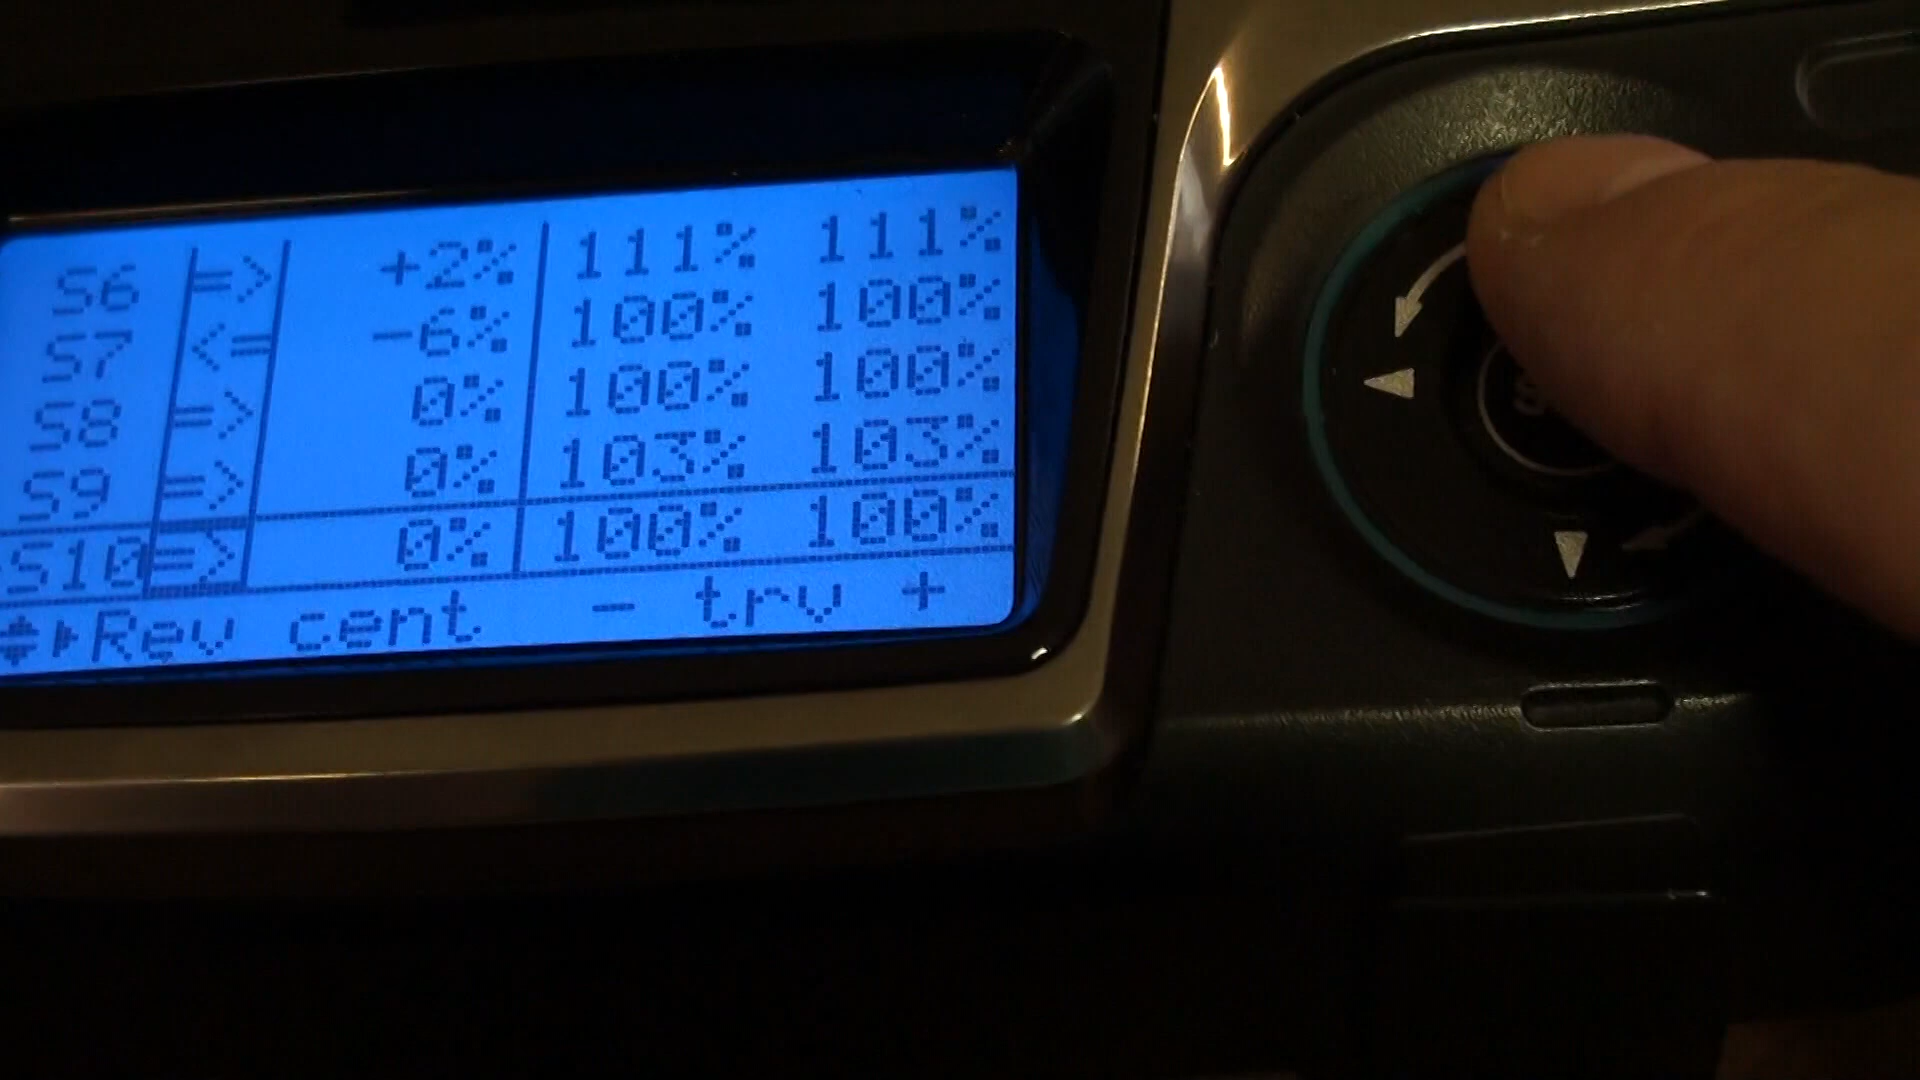 S6 => +2% 111% 111%
S7 <= -6% 100% 100%
S8 => 0% 100% 100%
S9 => 0% 103% 103%
S10 => 0% 100% 100%
Rev cent - trv +